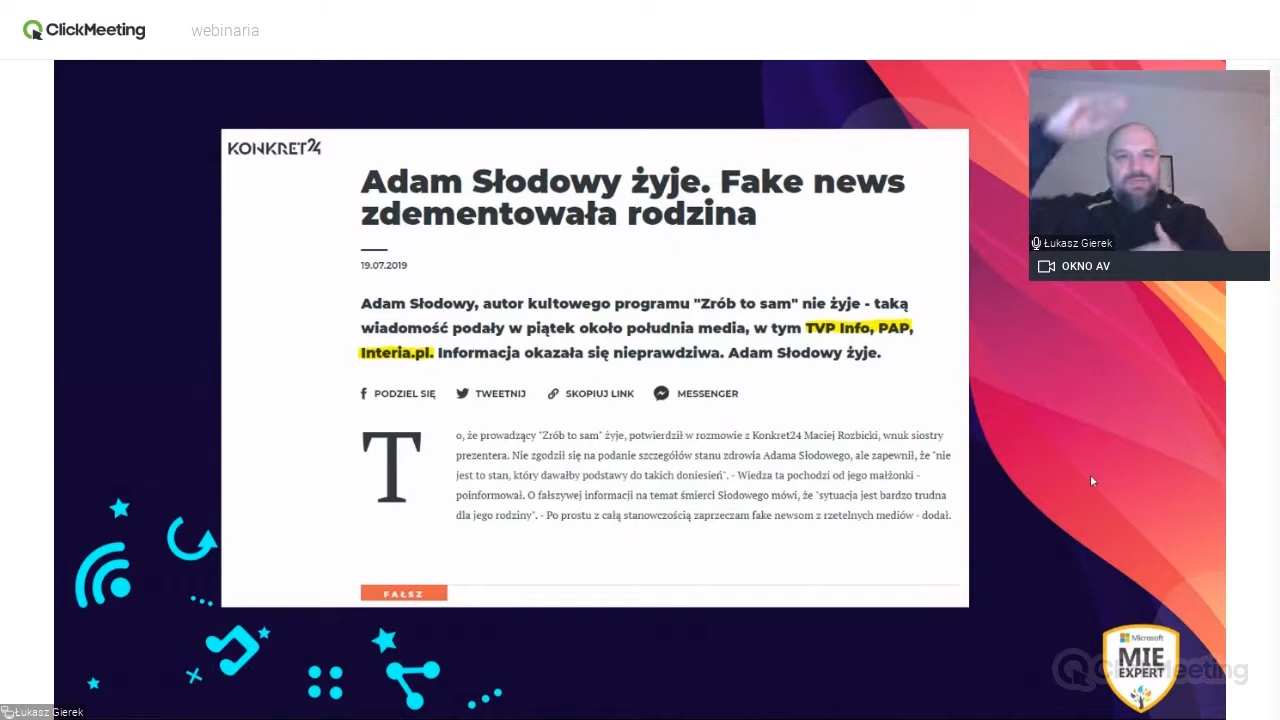 ClickMeeting
webinaria
KONKRET24
Adam Słodowy żyje. Fake news
zdementowała rodzina
19.07.2019
Adam Słodowy, autor kultowego programu "Zrób to sam" nie żyje - taką
wiadomość podały w piątek około południa media, w tym TVP Info, PAP,
Interia.pl. Informacja okazała się nieprawdziwa. Adam Słodowy żyje.
PODZIEL SIĘ TWEETNIJ SKOPIUJ LINK MESSENGER
To, że prowadzący "Zrób to sam" żyje, potwierdził w rozmowie z Konkret24 Maciej Rozbicki, wnuk siostry
prezentera. Nie zgodził się na podanie szczegółów stanu zdrowia Adama Słodowego, ale zapewnił, że "nie
jest to stan, który dawałby podstawy do takich doniesień". - Wiedza ta pochodzi od jego małżonki -
poinformował. O fałszywej informacji na temat śmierci Słodowego mówi, że "sytuacja jest bardzo trudna
dla jego rodziny". - Po prostu z całą stanowczością zaprzeczam fake newsom z rzetelnych mediów - dodał.
FAŁSZ
Łukasz Gierek
OKNO AV
Microsoft
MIE
EXPERT
ClickMeeting
Łukasz Gierek